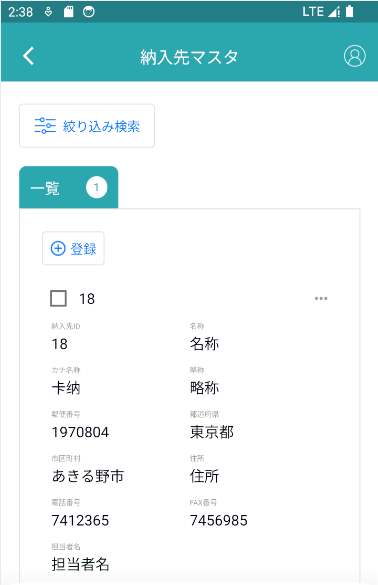 2:38 LTE
納入先マスタ
絞り込み検索
一覧 1
登録
18
納入先ID 名称
18 名称
カナ名称 略称
卡纳 略称
郵便番号 都道府県
1970804 東京都
市区町村 住所
あきる野市 住所
電話番号 FAX番号
7412365 7456985
担当者名
担当者名